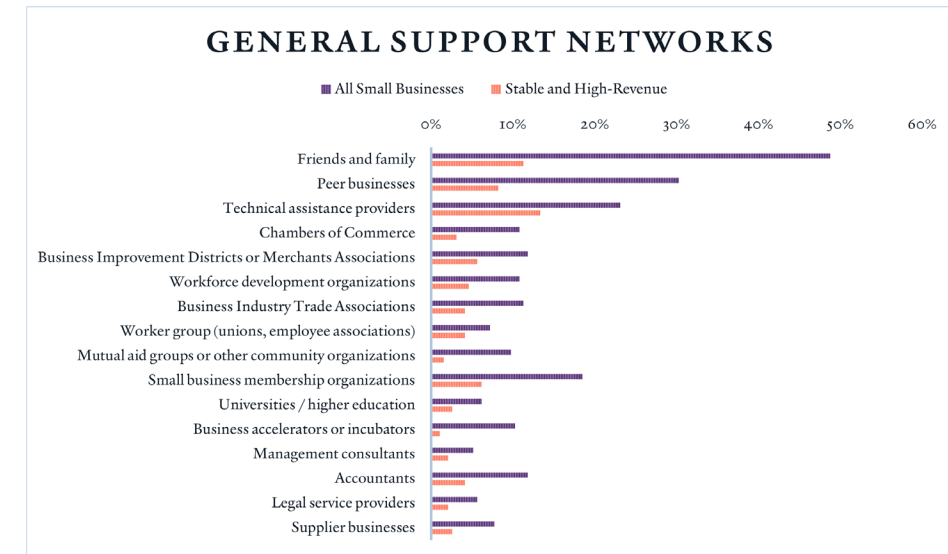 GENERAL SUPPORT NETWORKS
All Small Businesses Stable and High-Revenue
0% 10% 20% 30% 40% 50% 60%
Friends and family
Peer businesses
Technical assistance providers
Chambers of Commerce
Business Improvement Districts or Merchants Associations
Workforce development organizations
Business Industry Trade Associations
Worker group (unions, employee associations)
Mutual aid groups or other community organizations
Small business membership organizations
Universities / higher education
Business accelerators or incubators
Management consultants
Accountants
Legal service providers
Supplier businesses